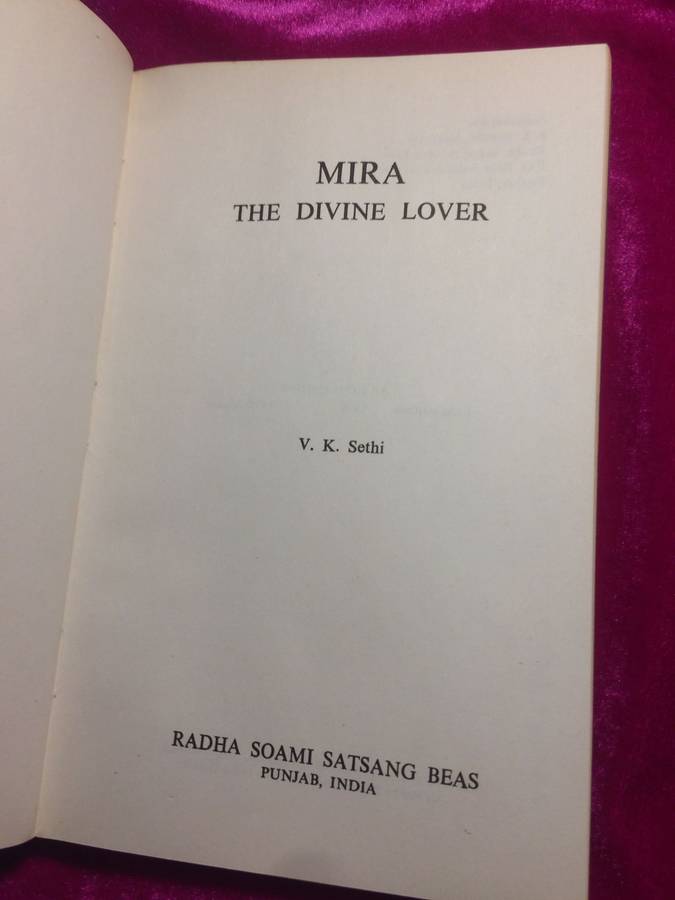 MIRA
THE DIVINE LOVER
V. K. Sethi
RADHA SOAMI SATSANG BEAS
PUNJAB, INDIA